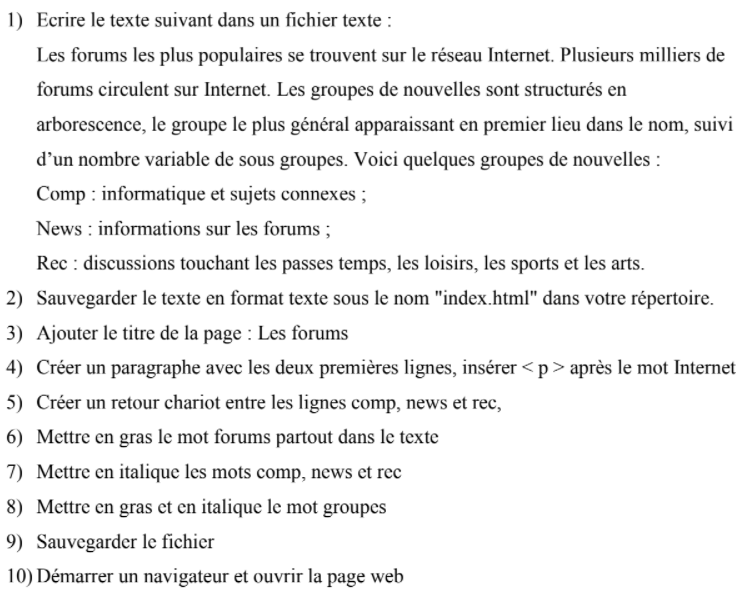 1) Ecrire le texte suivant dans un fichier texte :
Les forums les plus populaires se trouvent sur le réseau Internet. Plusieurs milliers de
forums circulent sur Internet. Les groupes de nouvelles sont structurés en
arborescence, le groupe le plus général apparaissant en premier lieu dans le nom, suivi
d’un nombre variable de sous groupes. Voici quelques groupes de nouvelles :
Comp : informatique et sujets connexes ;
News : informations sur les forums ;
Rec : discussions touchant les passes temps, les loisirs, les sports et les arts.
2) Sauvegarder le texte en format texte sous le nom "index.html" dans votre répertoire.
3) Ajouter le titre de la page : Les forums
4) Créer un paragraphe avec les deux premières lignes, insérer < p > après le mot Internet
5) Créer un retour chariot entre les lignes comp, news et rec,
6) Mettre en gras le mot forums partout dans le texte
7) Mettre en italique les mots comp, news et rec
8) Mettre en gras et en italique le mot groupes
9) Sauvegarder le fichier
10) Démarrer un navigateur et ouvrir la page web